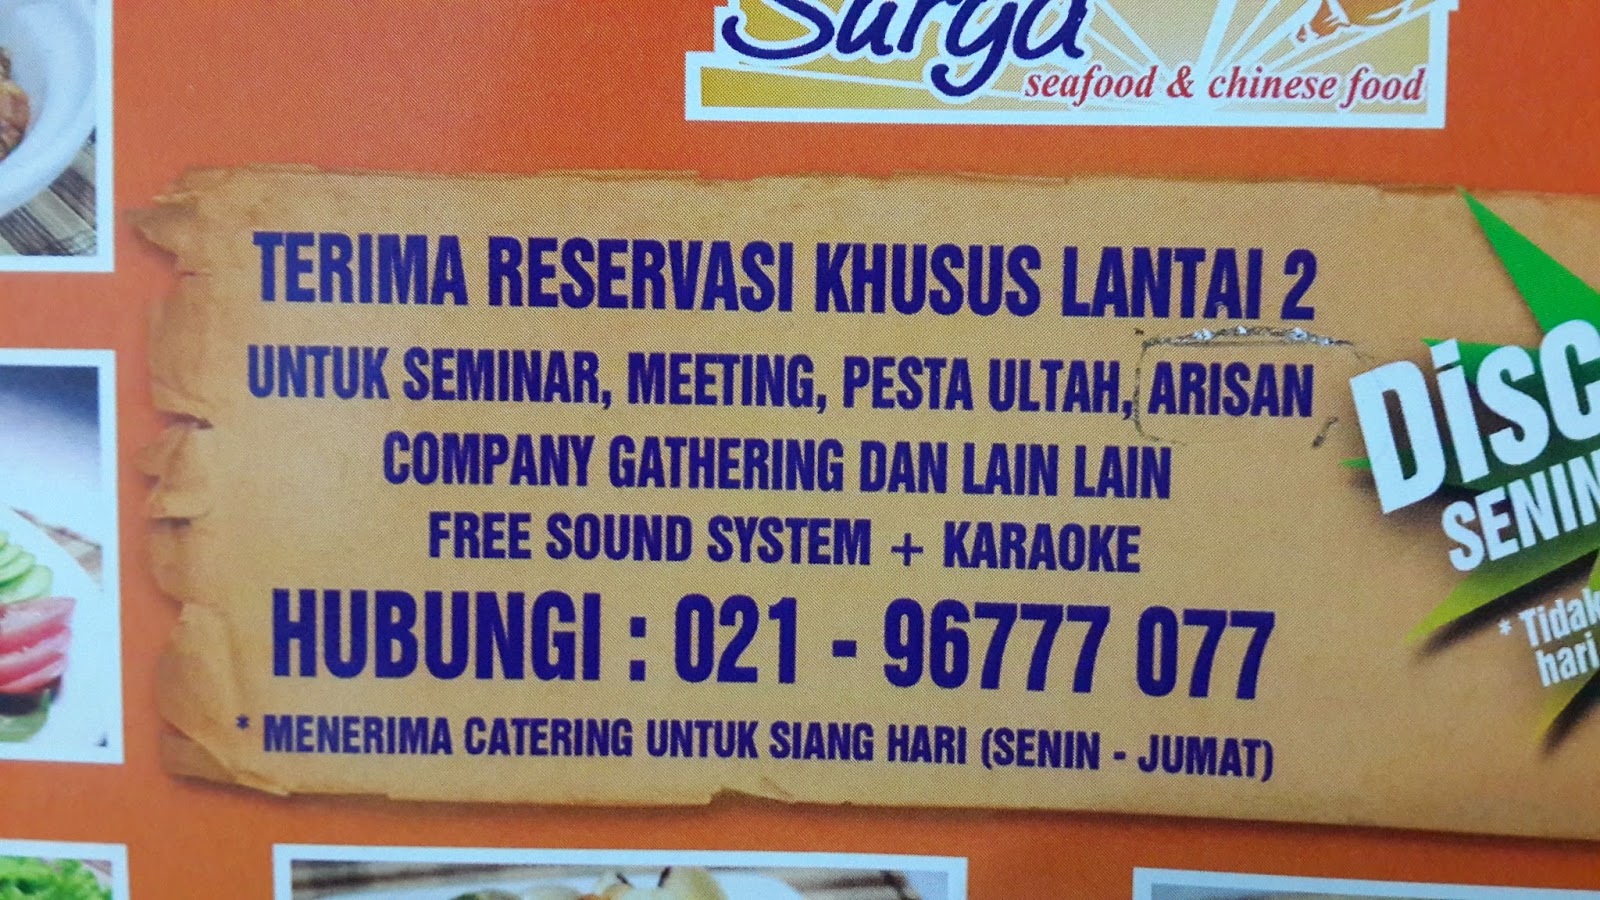 Surga
seafood & chinese food
TERIMA RESERVASI KHUSUS LANTAI 2
UNTUK SEMINAR, MEETING, PESTA ULTAH, ARISAN
COMPANY GATHERING DAN LAIN LAIN
FREE SOUND SYSTEM + KARAOKE
HUBUNGI : 021 - 96777 077
* MENERIMA CATERING UNTUK SIANG HARI (SENIN - JUMAT)
DISC
SENIN
* Tidak
hari